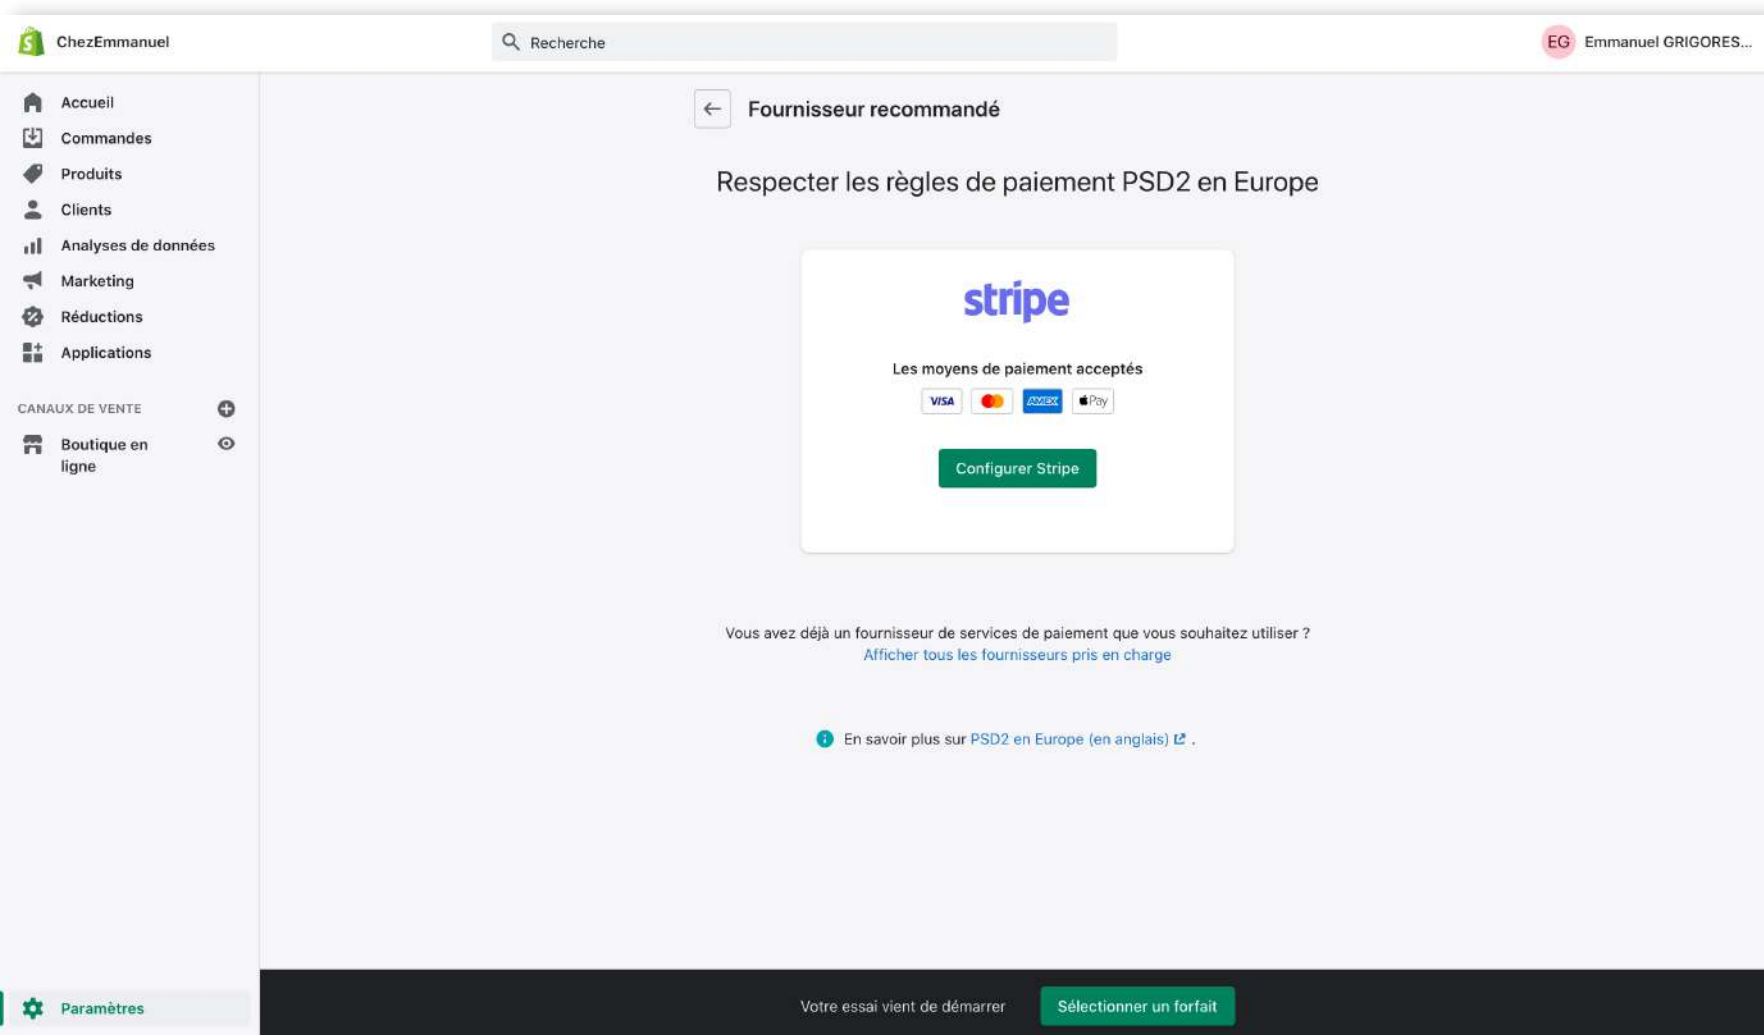 ChezEmmanuel
Recherche
EG Emmanuel GRIGORES...
Accueil
Commandes
Produits
Clients
Analyses de données
Marketing
Réductions
Applications
CANAUX DE VENTE
Boutique en
ligne
Paramètres
Fournisseur recommandé
Respecter les règles de paiement PSD2 en Europe
stripe
Les moyens de paiement acceptés
VISA AMEX Pay
Configurer Stripe
Vous avez déjà un fournisseur de services de paiement que vous souhaitez utiliser ?
Afficher tous les fournisseurs pris en charge
En savoir plus sur PSD2 en Europe (en anglais) .
Votre essai vient de démarrer
Sélectionner un forfait